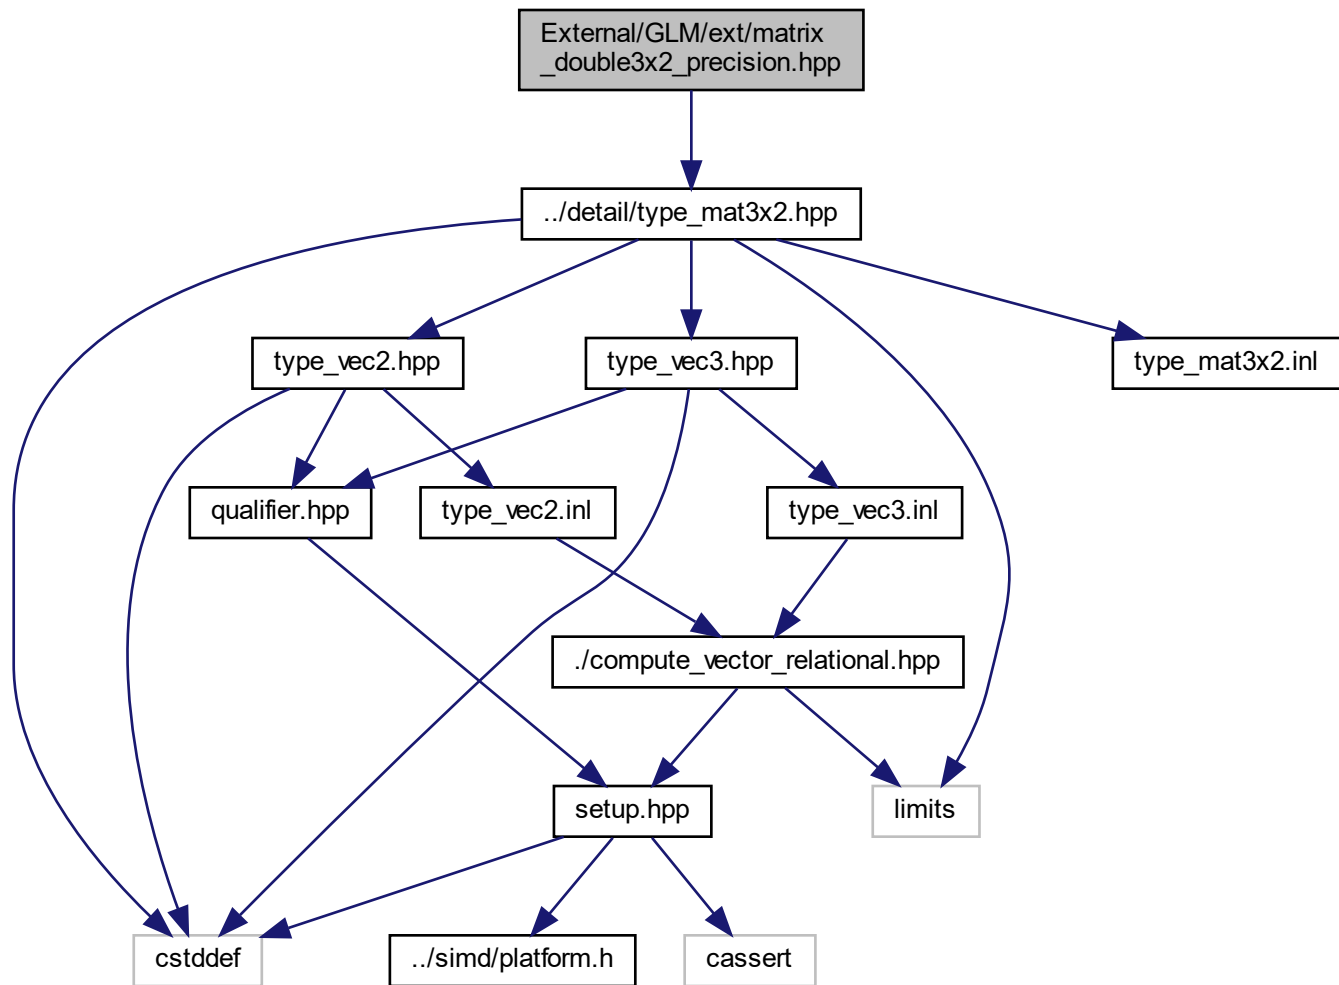 External/GLM/ext/matrix
_double3x2_precision.hpp
../detail/type_mat3x2.hpp
type_vec2.hpp
type_vec3.hpp
type_mat3x2.inl
qualifier.hpp
type_vec2.inl
type_vec3.inl
./compute_vector_relational.hpp
setup.hpp
limits
cstddef
../simd/platform.h
cassert